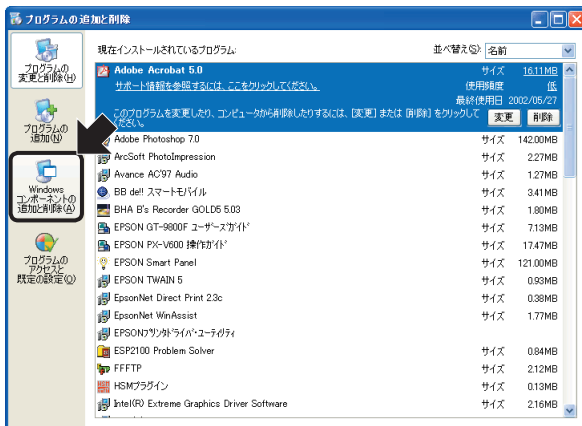 プログラムの追加と削除
プログラムの
変更と削除(H)
プログラムの
追加(N)
Windows
コンポーネントの
追加と削除(A)
プログラムの
アクセスと
既定の設定(O)
現在インストールされているプログラム:
並べ替え(S): 名前
Adobe Acrobat 5.0 サイズ 16.11MB
サポート情報を参照するには、ここをクリックしてください。 使用頻度 低
最終使用日 2002/05/27
このプログラムを変更したり、コンピュータから削除したりするには、[変更] または [削除] をクリックして
ください。 変更 削除
Adobe Photoshop 7.0 サイズ 142.00MB
ArcSoft PhotoImpression サイズ 2.27MB
Avance AC'97 Audio サイズ 1.27MB
BB de!! スマートモバイル サイズ 3.41MB
BHA B's Recorder GOLD5 5.03 サイズ 1.80MB
EPSON GT-9800F ユーザーズガイド サイズ 7.13MB
EPSON PX-V600 操作ガイド サイズ 17.47MB
EPSON Smart Panel サイズ 121.00MB
EPSON TWAIN 5 サイズ 0.93MB
EpsonNet Direct Print 2.3c サイズ 0.38MB
EpsonNet WinAssist サイズ 1.77MB
EPSONプリンタドライバ・ユーティリティ
ESP2100 Problem Solver サイズ 0.84MB
FFFTP サイズ 2.12MB
HSMプラグイン サイズ 0.13MB
Intel(R) Extreme Graphics Driver Software サイズ 2.16MB